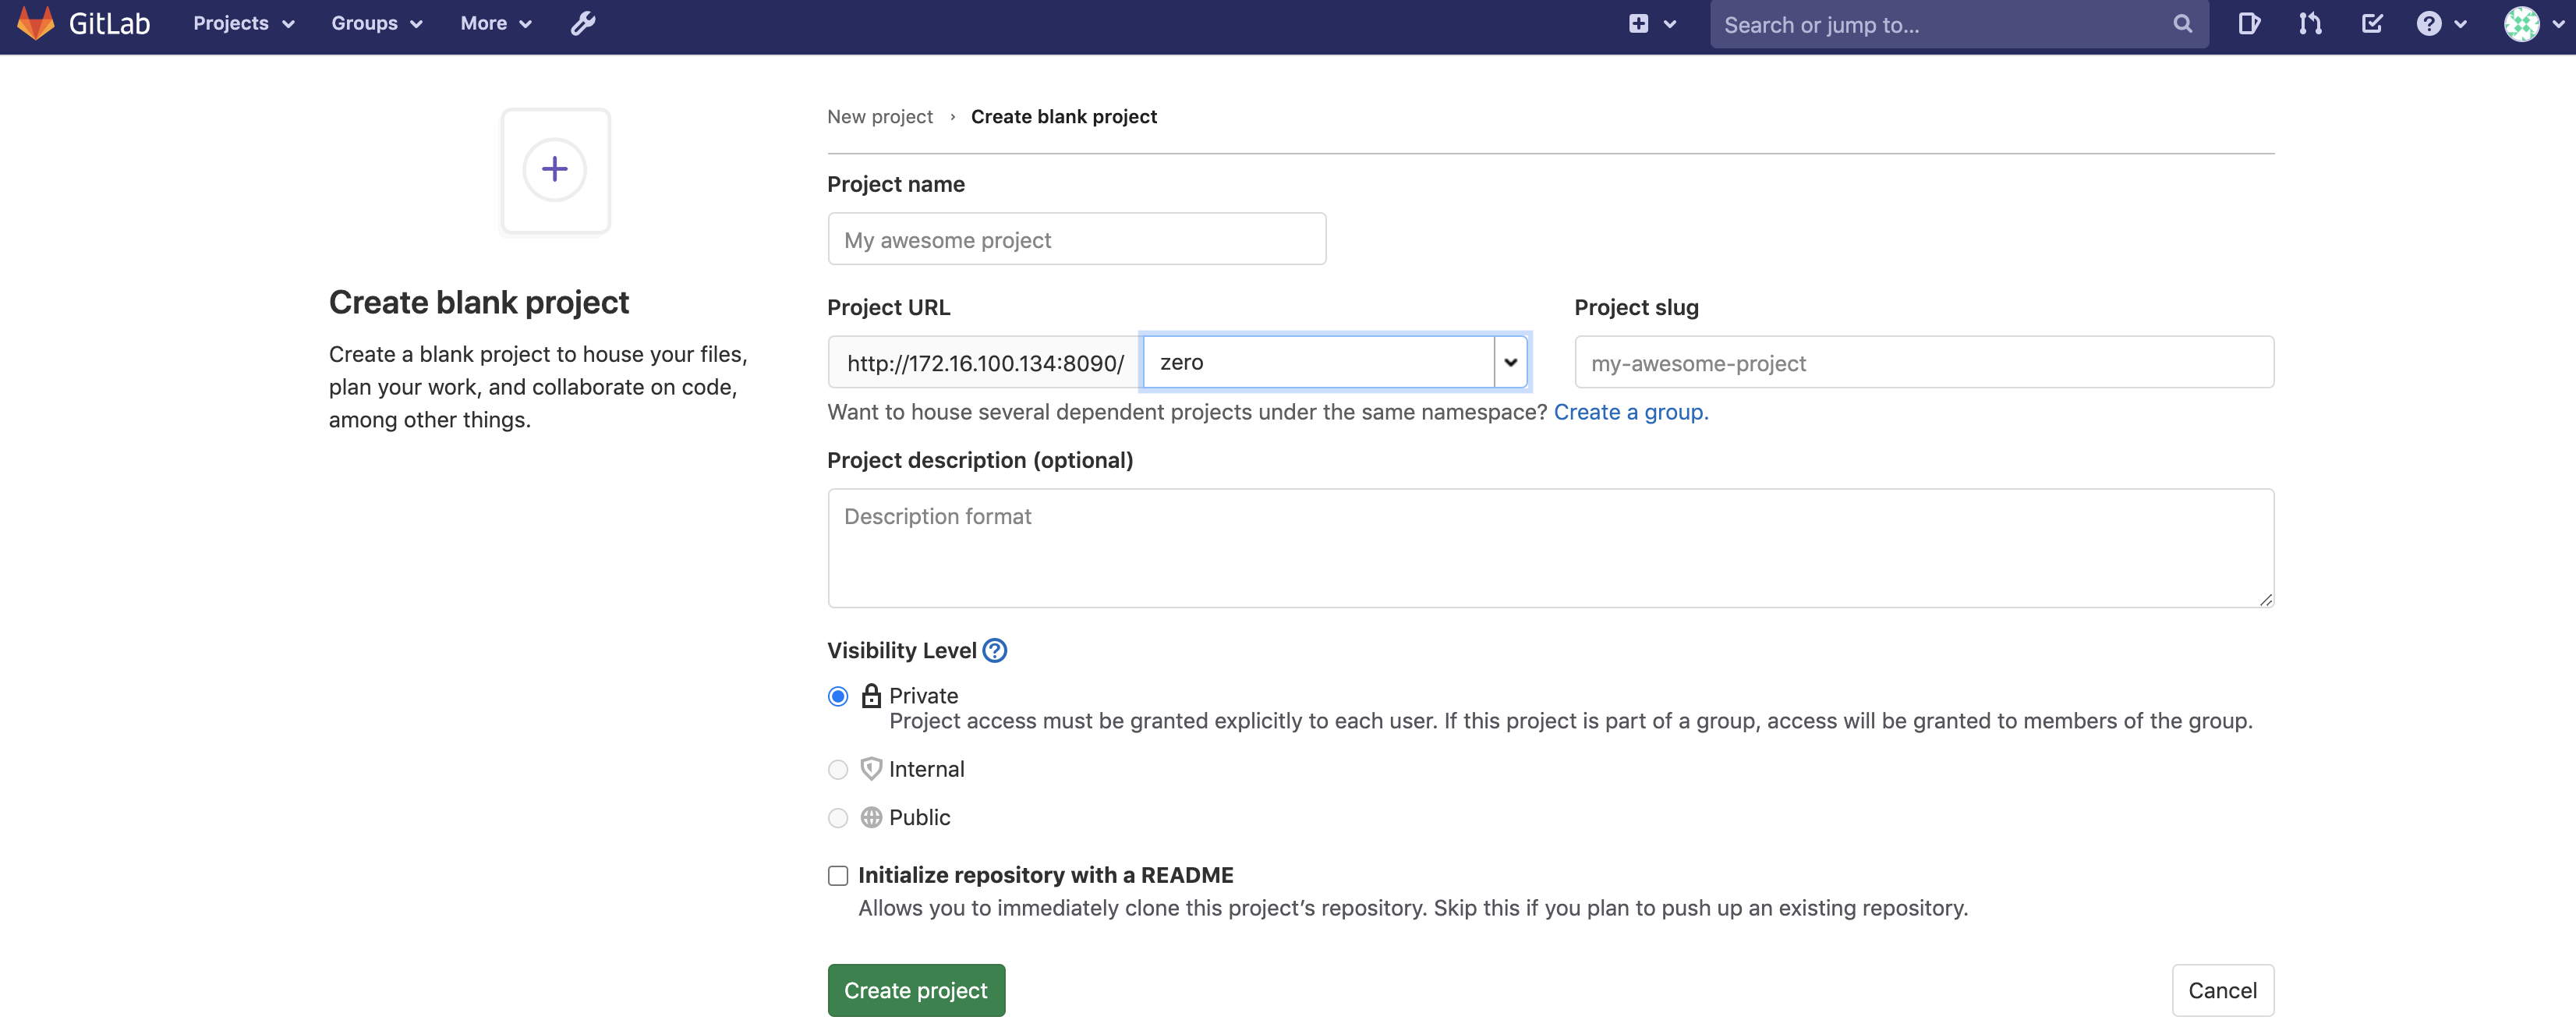 GitLab Projects Groups More Search or jump to...
New project › Create blank project
Project name
My awesome project
Create blank project
Create a blank project to house your files,
plan your work, and collaborate on code,
among other things.
Project URL
Project slug
http://172.16.100.134:8090/ zero
my-awesome-project
Want to house several dependent projects under the same namespace? Create a group.
Project description (optional)
Description format
Visibility Level
Private
Project access must be granted explicitly to each user. If this project is part of a group, access will be granted to members of the group.
Internal
Public
Initialize repository with a README
Allows you to immediately clone this project’s repository. Skip this if you plan to push up an existing repository.
Create project
Cancel